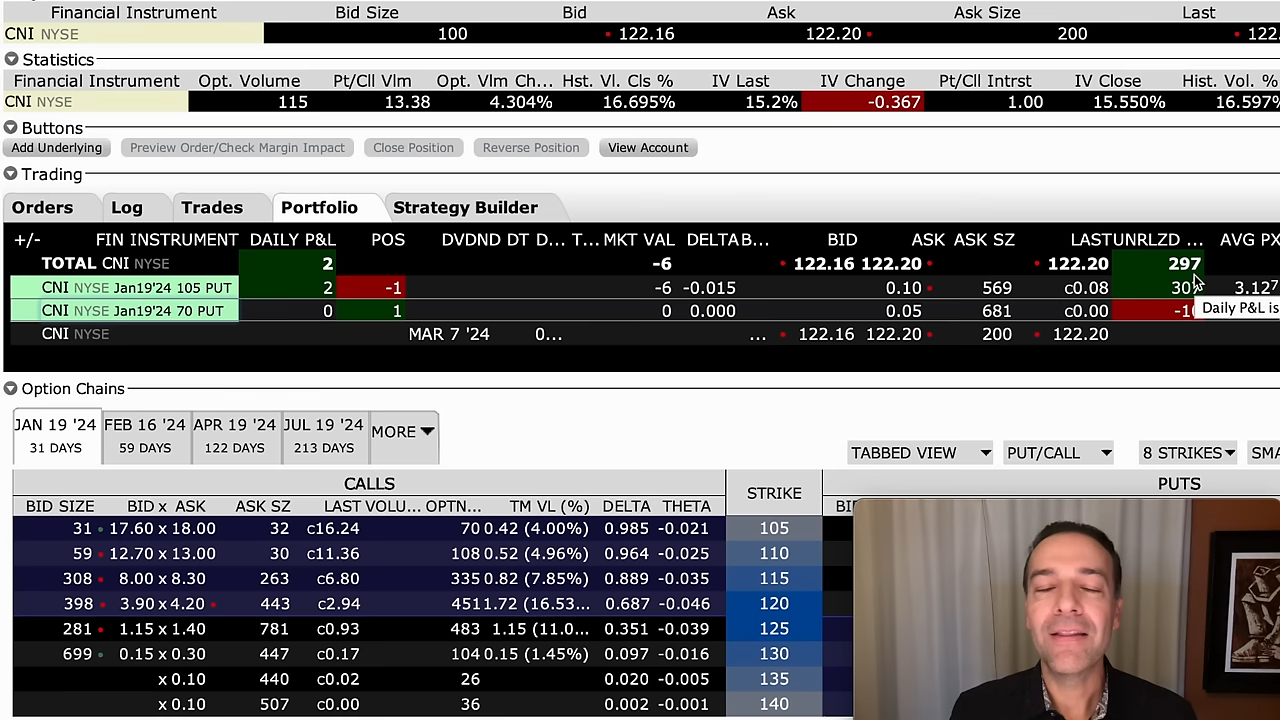 Financial Instrument Bid Size Bid Ask Ask Size Last
CNI NYSE 100 122.16 122.20 200 122.
Statistics
Financial Instrument Opt. Volume Pt/Cll Vlm Opt. Vlm Ch... Hst. Vl. Cls % IV Last IV Change Pt/Cll Intrst IV Close Hist. Vol. %
CNI NYSE 115 13.38 4.304% 16.695% 15.2% -0.367 1.00 15.550% 16.597%
Buttons
Add Underlying Preview Order/Check Margin Impact Close Position Reverse Position View Account
Trading
Orders Log Trades Portfolio Strategy Builder
+/- FIN INSTRUMENT DAILY P&L POS DVDND DT D... T... MKT VAL DELTA B... BID ASK ASK SZ LAST UNRLZD ... AVG PX
TOTAL CNI NYSE 2 -6 122.16 122.20 122.20 297
CNI NYSE Jan19'24 105 PUT 2 -1 -6 -0.015 0.10 569 c0.08 3.127
CNI NYSE Jan19'24 70 PUT 0 1 0 0.000 0.05 681 c0.00 Daily P&L is
CNI NYSE MAR 7 '24 0... ... 122.16 122.20 200 122.20
Option Chains
JAN 19 '24 FEB 16 '24 APR 19 '24 JUL 19 '24 MORE
31 DAYS 59 DAYS 122 DAYS 213 DAYS
TABBED VIEW PUT/CALL 8 STRIKES SMA
CALLS STRIKE PUTS
BID SIZE BID x ASK ASK SZ LAST VOLU... OPTN... TM VL (%) DELTA THETA
31 17.60 x 18.00 32 c16.24 70 0.42 (4.00%) 0.985 -0.021 105
59 12.70 x 13.00 30 c11.36 108 0.52 (4.96%) 0.964 -0.025 110
308 8.00 x 8.30 263 c6.80 335 0.82 (7.85%) 0.889 -0.035 115
398 3.90 x 4.20 443 c2.94 451 1.72 (16.53... 0.687 -0.046 120
281 1.15 x 1.40 781 c0.93 483 1.15 (11.0... 0.351 -0.039 125
699 0.15 x 0.30 447 c0.17 104 0.15 (1.45%) 0.097 -0.016 130
x 0.10 440 c0.02 26 0.020 -0.005 135
x 0.10 507 c0.00 36 0.002 -0.001 140